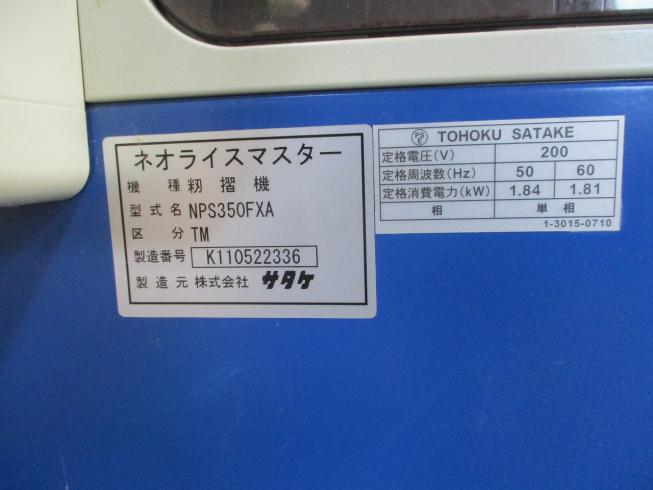 ネオライスマスター
機 種 籾摺機
型式名 NPS350FXA
区 分 TM
製造番号 K110522336
製造元 株式会社 サタケ
PS E TOHOKU SATAKE
定格電圧(V) 200
定格周波数(Hz) 50 60
定格消費電力(kW) 1.84 1.81
相 単相
1-3015-0710